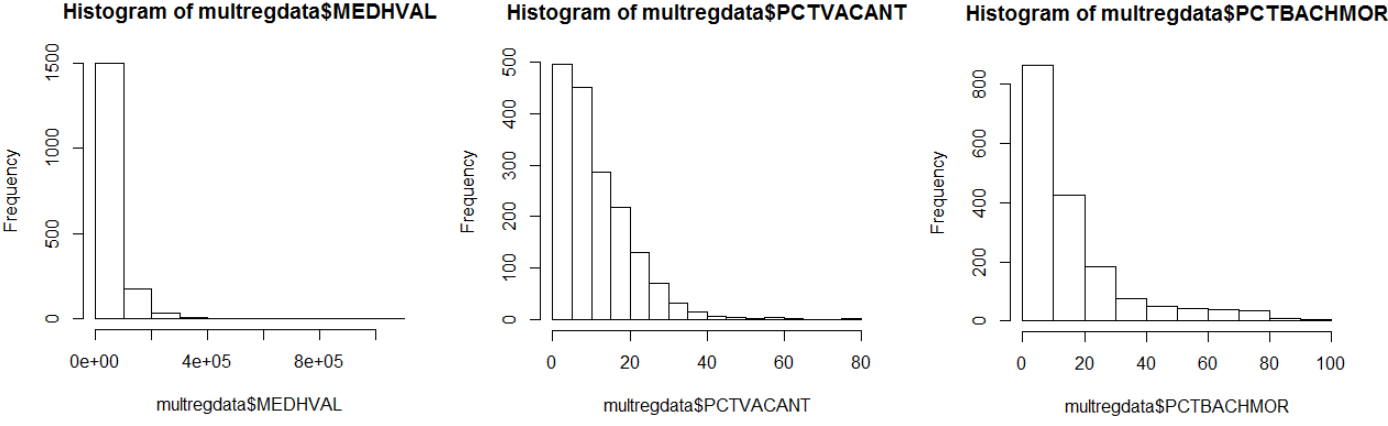 Histogram of multregdata$MEDHVAL
Frequency
1500
1000
500
0
0e+00 4e+05 8e+05
multregdata$MEDHVAL
Histogram of multregdata$PCTVACANT
Frequency
500
400
300
200
100
0
0 20 40 60 80
multregdata$PCTVACANT
Histogram of multregdata$PCTBACHMOR
Frequency
800
600
400
200
0
0 20 40 60 80 100
multregdata$PCTBACHMOR